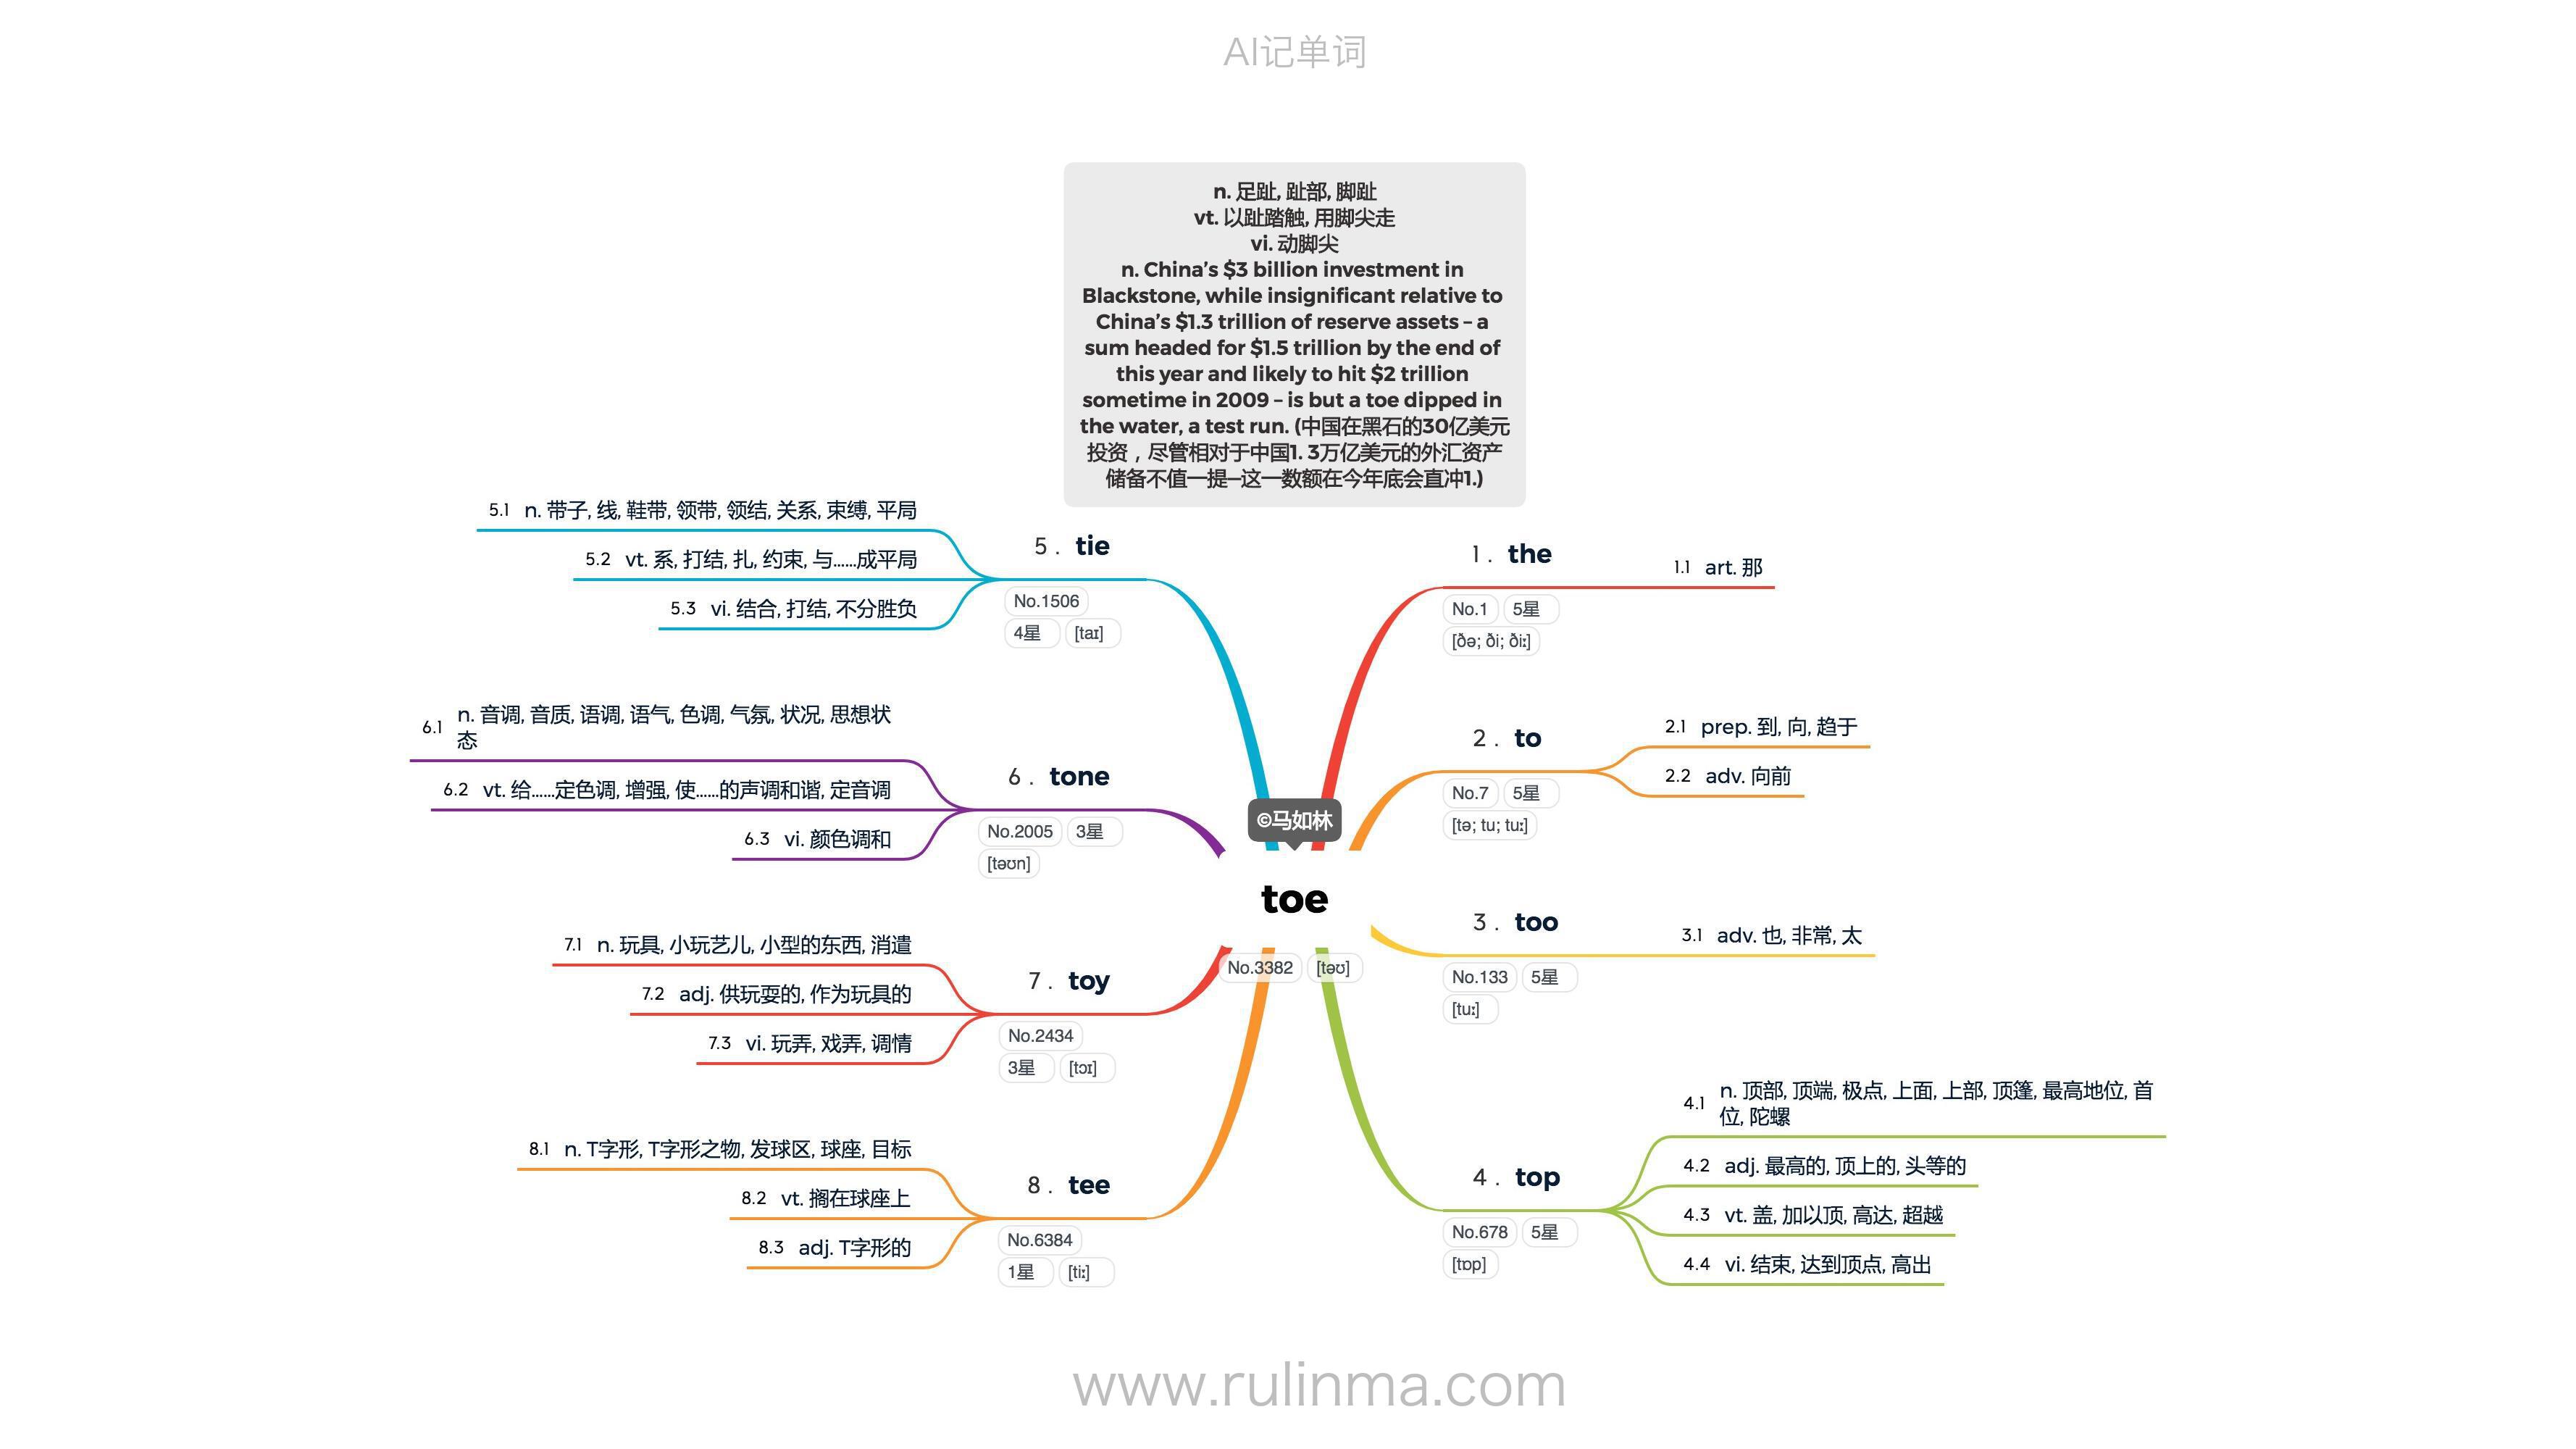 AI记单词
n. 足趾, 趾部, 脚趾
vt. 以趾踏触, 用脚尖走
vi. 动脚尖
n. China’s $3 billion investment in
Blackstone, while insignificant relative to
China’s $1.3 trillion of reserve assets – a
sum headed for $1.5 trillion by the end of
this year and likely to hit $2 trillion
sometime in 2009 – is but a toe dipped in
the water, a test run. (中国在黑石的30亿美元
投资，尽管相对于中国1. 3万亿美元的外汇资产
储备不值一提—这一数额在今年底会直冲1.)
©马如林
toe
No.3382 [təʊ]
1 . the
No.1 5星
[ðə; ði; ðiː]
1.1 art. 那
2 . to
No.7 5星
[tə; tu; tuː]
2.1 prep. 到, 向, 趋于
2.2 adv. 向前
3 . too
No.133 5星
[tuː]
3.1 adv. 也, 非常, 太
4 . top
No.678 5星
[tɒp]
4.1 n. 顶部, 顶端, 极点, 上面, 上部, 顶篷, 最高地位, 首
位, 陀螺
4.2 adj. 最高的, 顶上的, 头等的
4.3 vt. 盖, 加以顶, 高达, 超越
4.4 vi. 结束, 达到顶点, 高出
5 . tie
No.1506
4星 [taɪ]
5.1 n. 带子, 线, 鞋带, 领带, 领结, 关系, 束缚, 平局
5.2 vt. 系, 打结, 扎, 约束, 与……成平局
5.3 vi. 结合, 打结, 不分胜负
6 . tone
No.2005 3星
[təʊn]
6.1 n. 音调, 音质, 语调, 语气, 色调, 气氛, 状况, 思想状
态
6.2 vt. 给……定色调, 增强, 使……的声调和谐, 定音调
6.3 vi. 颜色调和
7 . toy
No.2434
3星 [tɔɪ]
7.1 n. 玩具, 小玩艺儿, 小型的东西, 消遣
7.2 adj. 供玩耍的, 作为玩具的
7.3 vi. 玩弄, 戏弄, 调情
8 . tee
No.6384
1星 [tiː]
8.1 n. T字形, T字形之物, 发球区, 球座, 目标
8.2 vt. 搁在球座上
8.3 adj. T字形的
www.rulinma.com